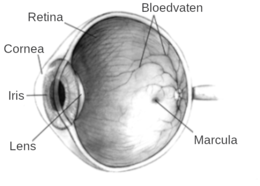 Bloedvaten
Retina
Cornea
Iris
Lens
Marcula